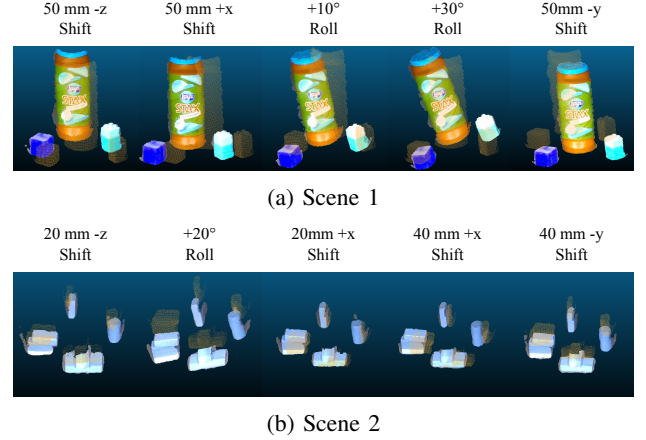 50 mm -z 50 mm +x +10° +30° 50mm -y
Shift Shift Roll Roll Shift
STAX
(a) Scene 1
20 mm -z +20° 20mm +x 40 mm +x 40 mm -y
Shift Roll Shift Shift Shift
(b) Scene 2